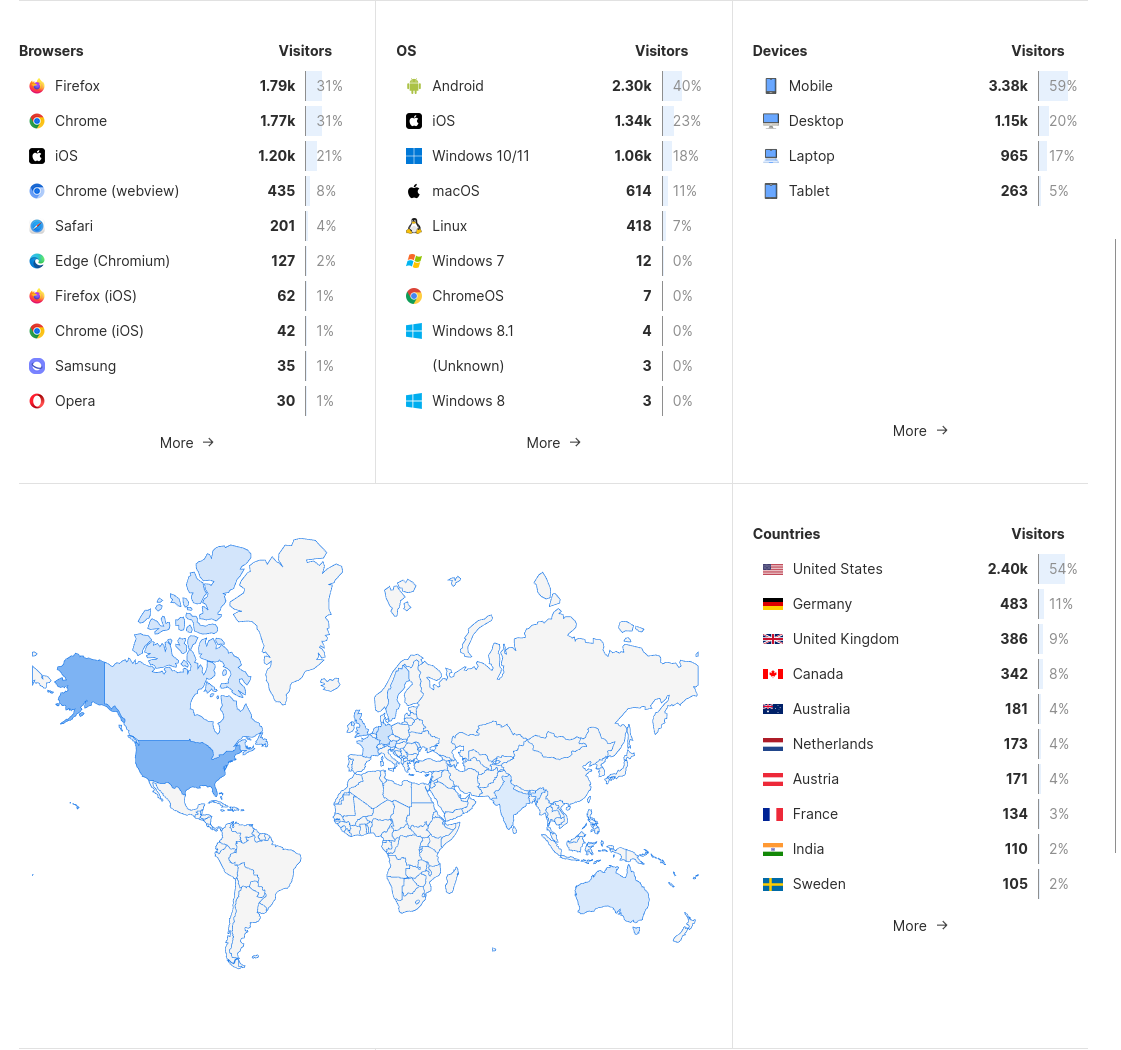 Browsers Visitors
Firefox 1.79k 31%
Chrome 1.77k 31%
iOS 1.20k 21%
Chrome (webview) 435 8%
Safari 201 4%
Edge (Chromium) 127 2%
Firefox (iOS) 62 1%
Chrome (iOS) 42 1%
Samsung 35 1%
Opera 30 1%
More →
OS Visitors
Android 2.30k 40%
iOS 1.34k 23%
Windows 10/11 1.06k 18%
macOS 614 11%
Linux 418 7%
Windows 7 12 0%
ChromeOS 7 0%
Windows 8.1 4 0%
(Unknown) 3 0%
Windows 8 3 0%
More →
Devices Visitors
Mobile 3.38k 59%
Desktop 1.15k 20%
Laptop 965 17%
Tablet 263 5%
More →
Countries Visitors
United States 2.40k 54%
Germany 483 11%
United Kingdom 386 9%
Canada 342 8%
Australia 181 4%
Netherlands 173 4%
Austria 171 4%
France 134 3%
India 110 2%
Sweden 105 2%
More →